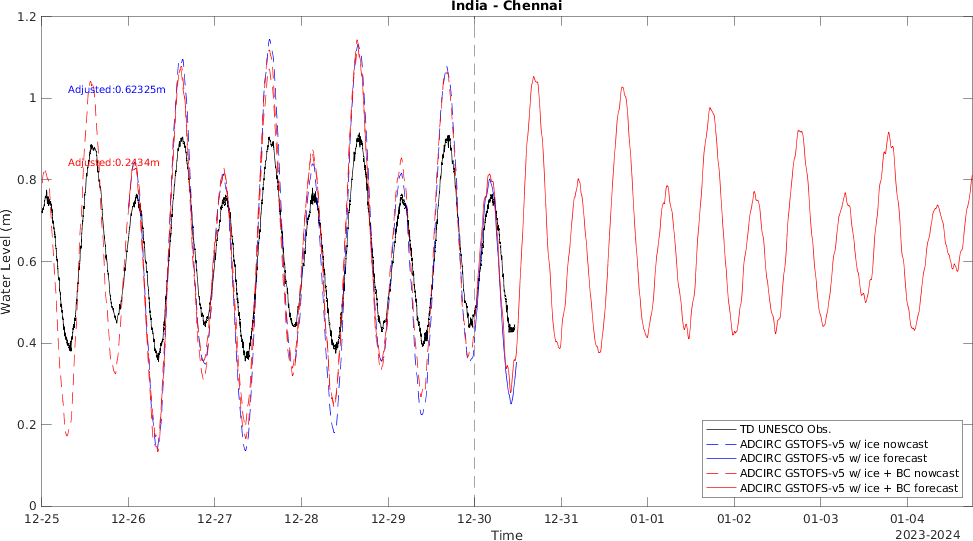 India - Chennai
1.2
1
0.8
0.6
0.4
0.2
0
Water Level (m)
Adjusted:0.62325m
Adjusted:0.2434m
TD UNESCO Obs.
ADCIRC GSTOFS-v5 w/ ice nowcast
ADCIRC GSTOFS-v5 w/ ice forecast
ADCIRC GSTOFS-v5 w/ ice + BC nowcast
ADCIRC GSTOFS-v5 w/ ice + BC forecast
12-25 12-26 12-27 12-28 12-29 12-30 12-31 01-01 01-02 01-03 01-04
Time
2023-2024